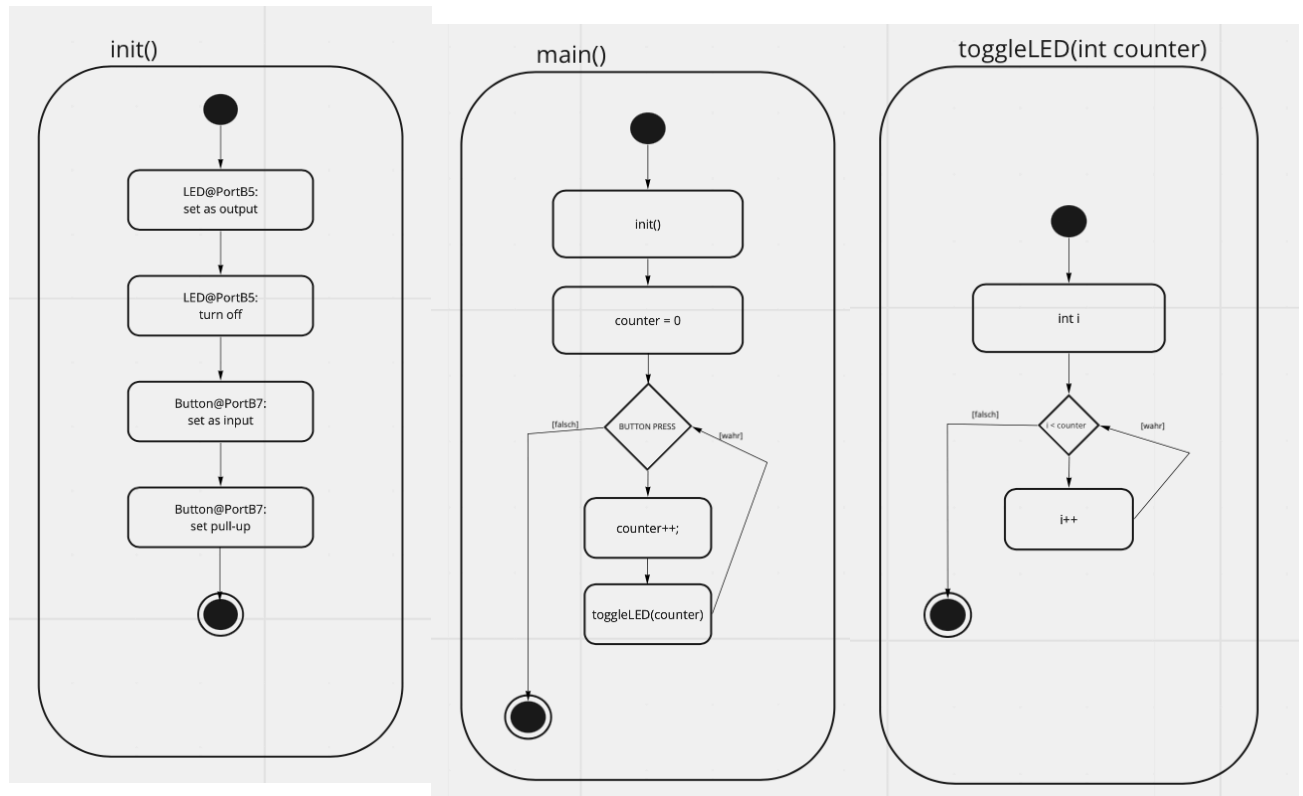 init()
LED@PortB5:
set as output
LED@PortB5:
turn off
Button@PortB7:
set as input
Button@PortB7:
set pull-up
main()
init()
counter = 0
BUTTON PRESS
[falsch]
[wahr]
counter++;
toggleLED(counter)
toggleLED(int counter)
int i
[falsch]
i < counter
[wahr]
i++